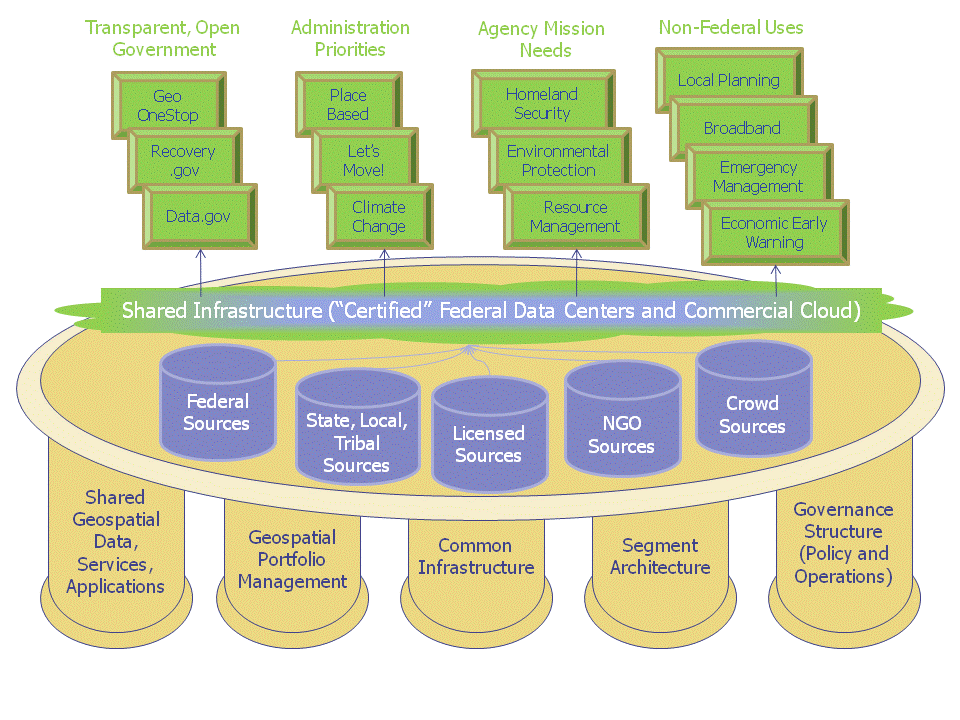 Transparent, Open
Government
Administration
Priorities
Agency Mission
Needs
Non-Federal Uses
Geo
OneStop
Recovery
.gov
Data.gov
Place
Based
Let's
Move!
Climate
Change
Homeland
Security
Environmental
Protection
Resource
Management
Local Planning
Broadband
Emergency
Management
Economic Early
Warning
Shared Infrastructure (“Certified” Federal Data Centers and Commercial Cloud)
Federal
Sources
State, Local,
Tribal
Sources
Licensed
Sources
NGO
Sources
Crowd
Sources
Shared
Geospatial
Data,
Services,
Applications
Geospatial
Portfolio
Management
Common
Infrastructure
Segment
Architecture
Governance
Structure
(Policy and
Operations)